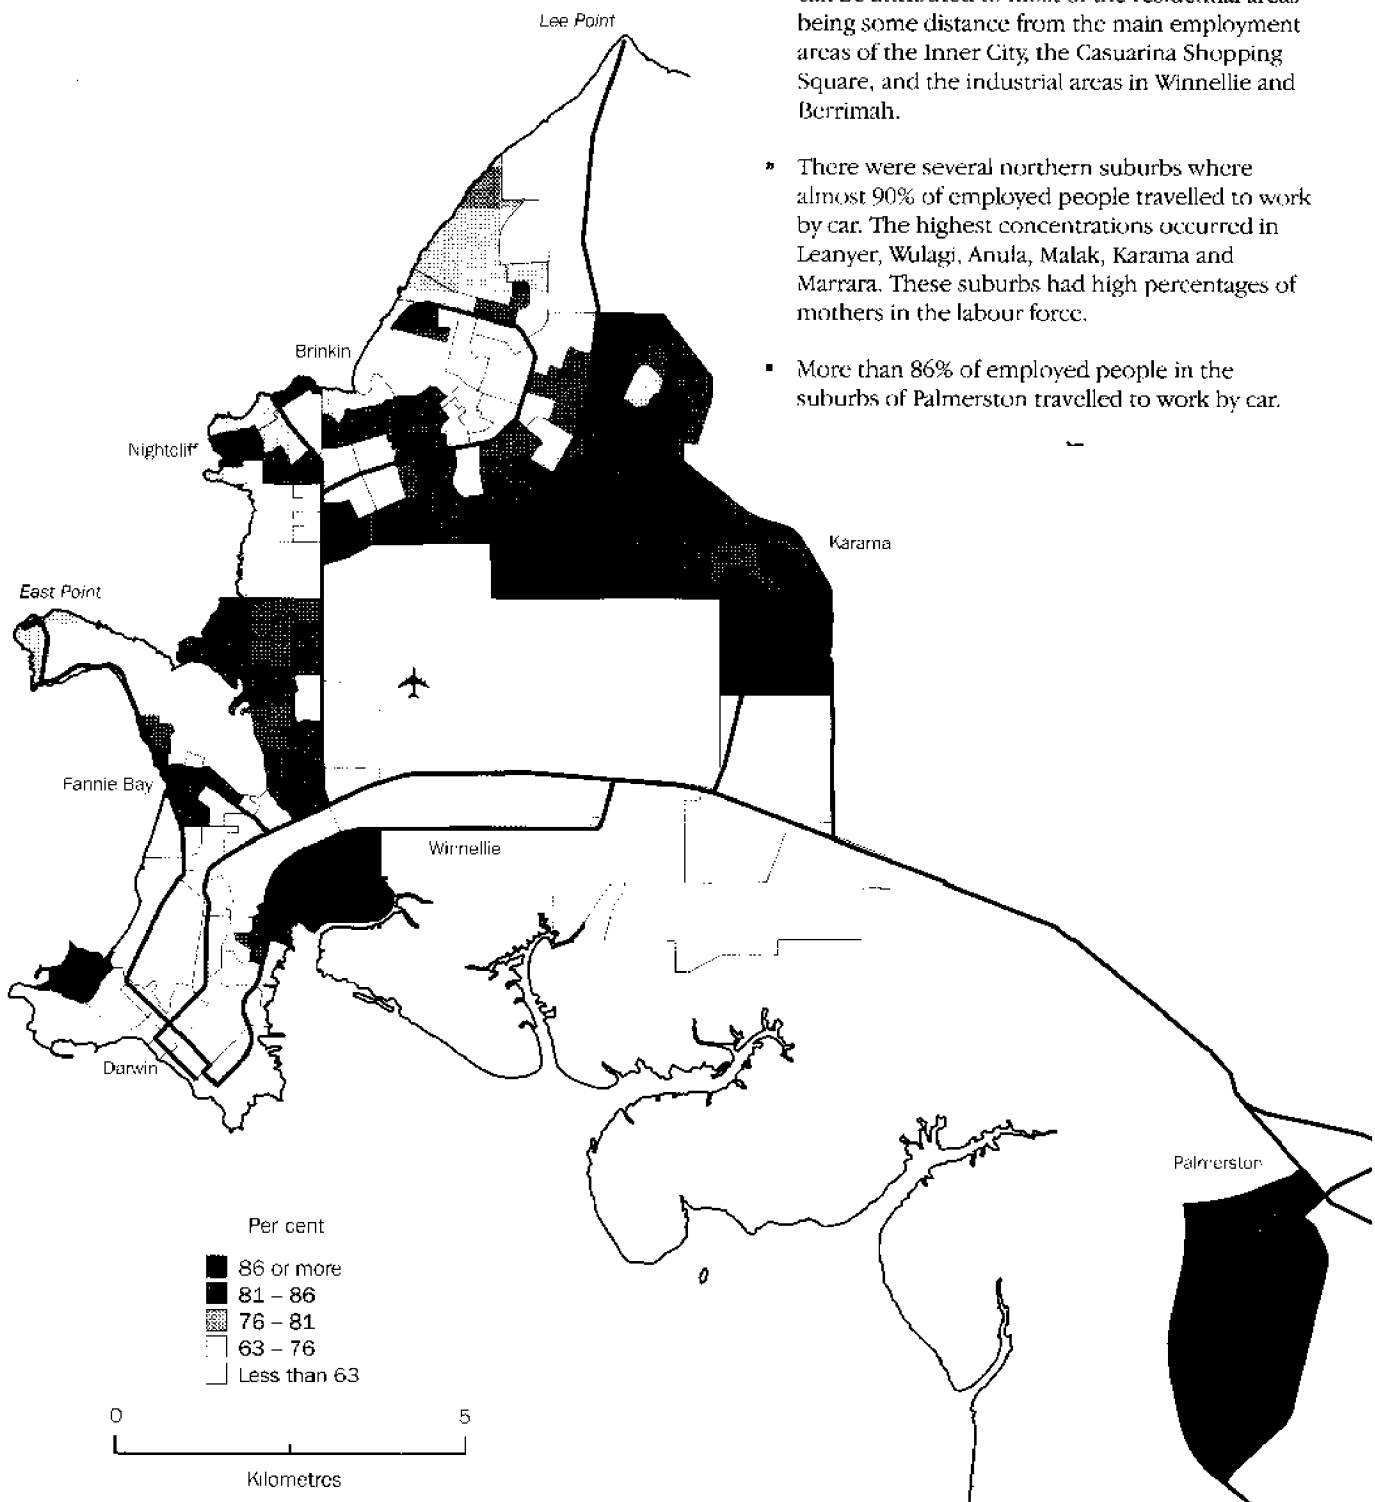 being some distance from the main employment
areas of the Inner City, the Casuarina Shopping
Square, and the industrial areas in Winnellie and
Berrimah.
There were several northern suburbs where
almost 90% of employed people travelled to work
by car. The highest concentrations occurred in
Leanyer, Wulagi, Anula, Malak, Karama and
Marrara. These suburbs had high percentages of
mothers in the labour force.
▪ More than 86% of employed people in the
suburbs of Palmerston travelled to work by car.
Lee Point
Brinkin
Nightcliff
Karama
East Point
Fannie Bay
Winnellie
Darwin
Palmerston
Per cent
86 or more
81 – 86
76 – 81
63 – 76
Less than 63
0 5
Kilometres